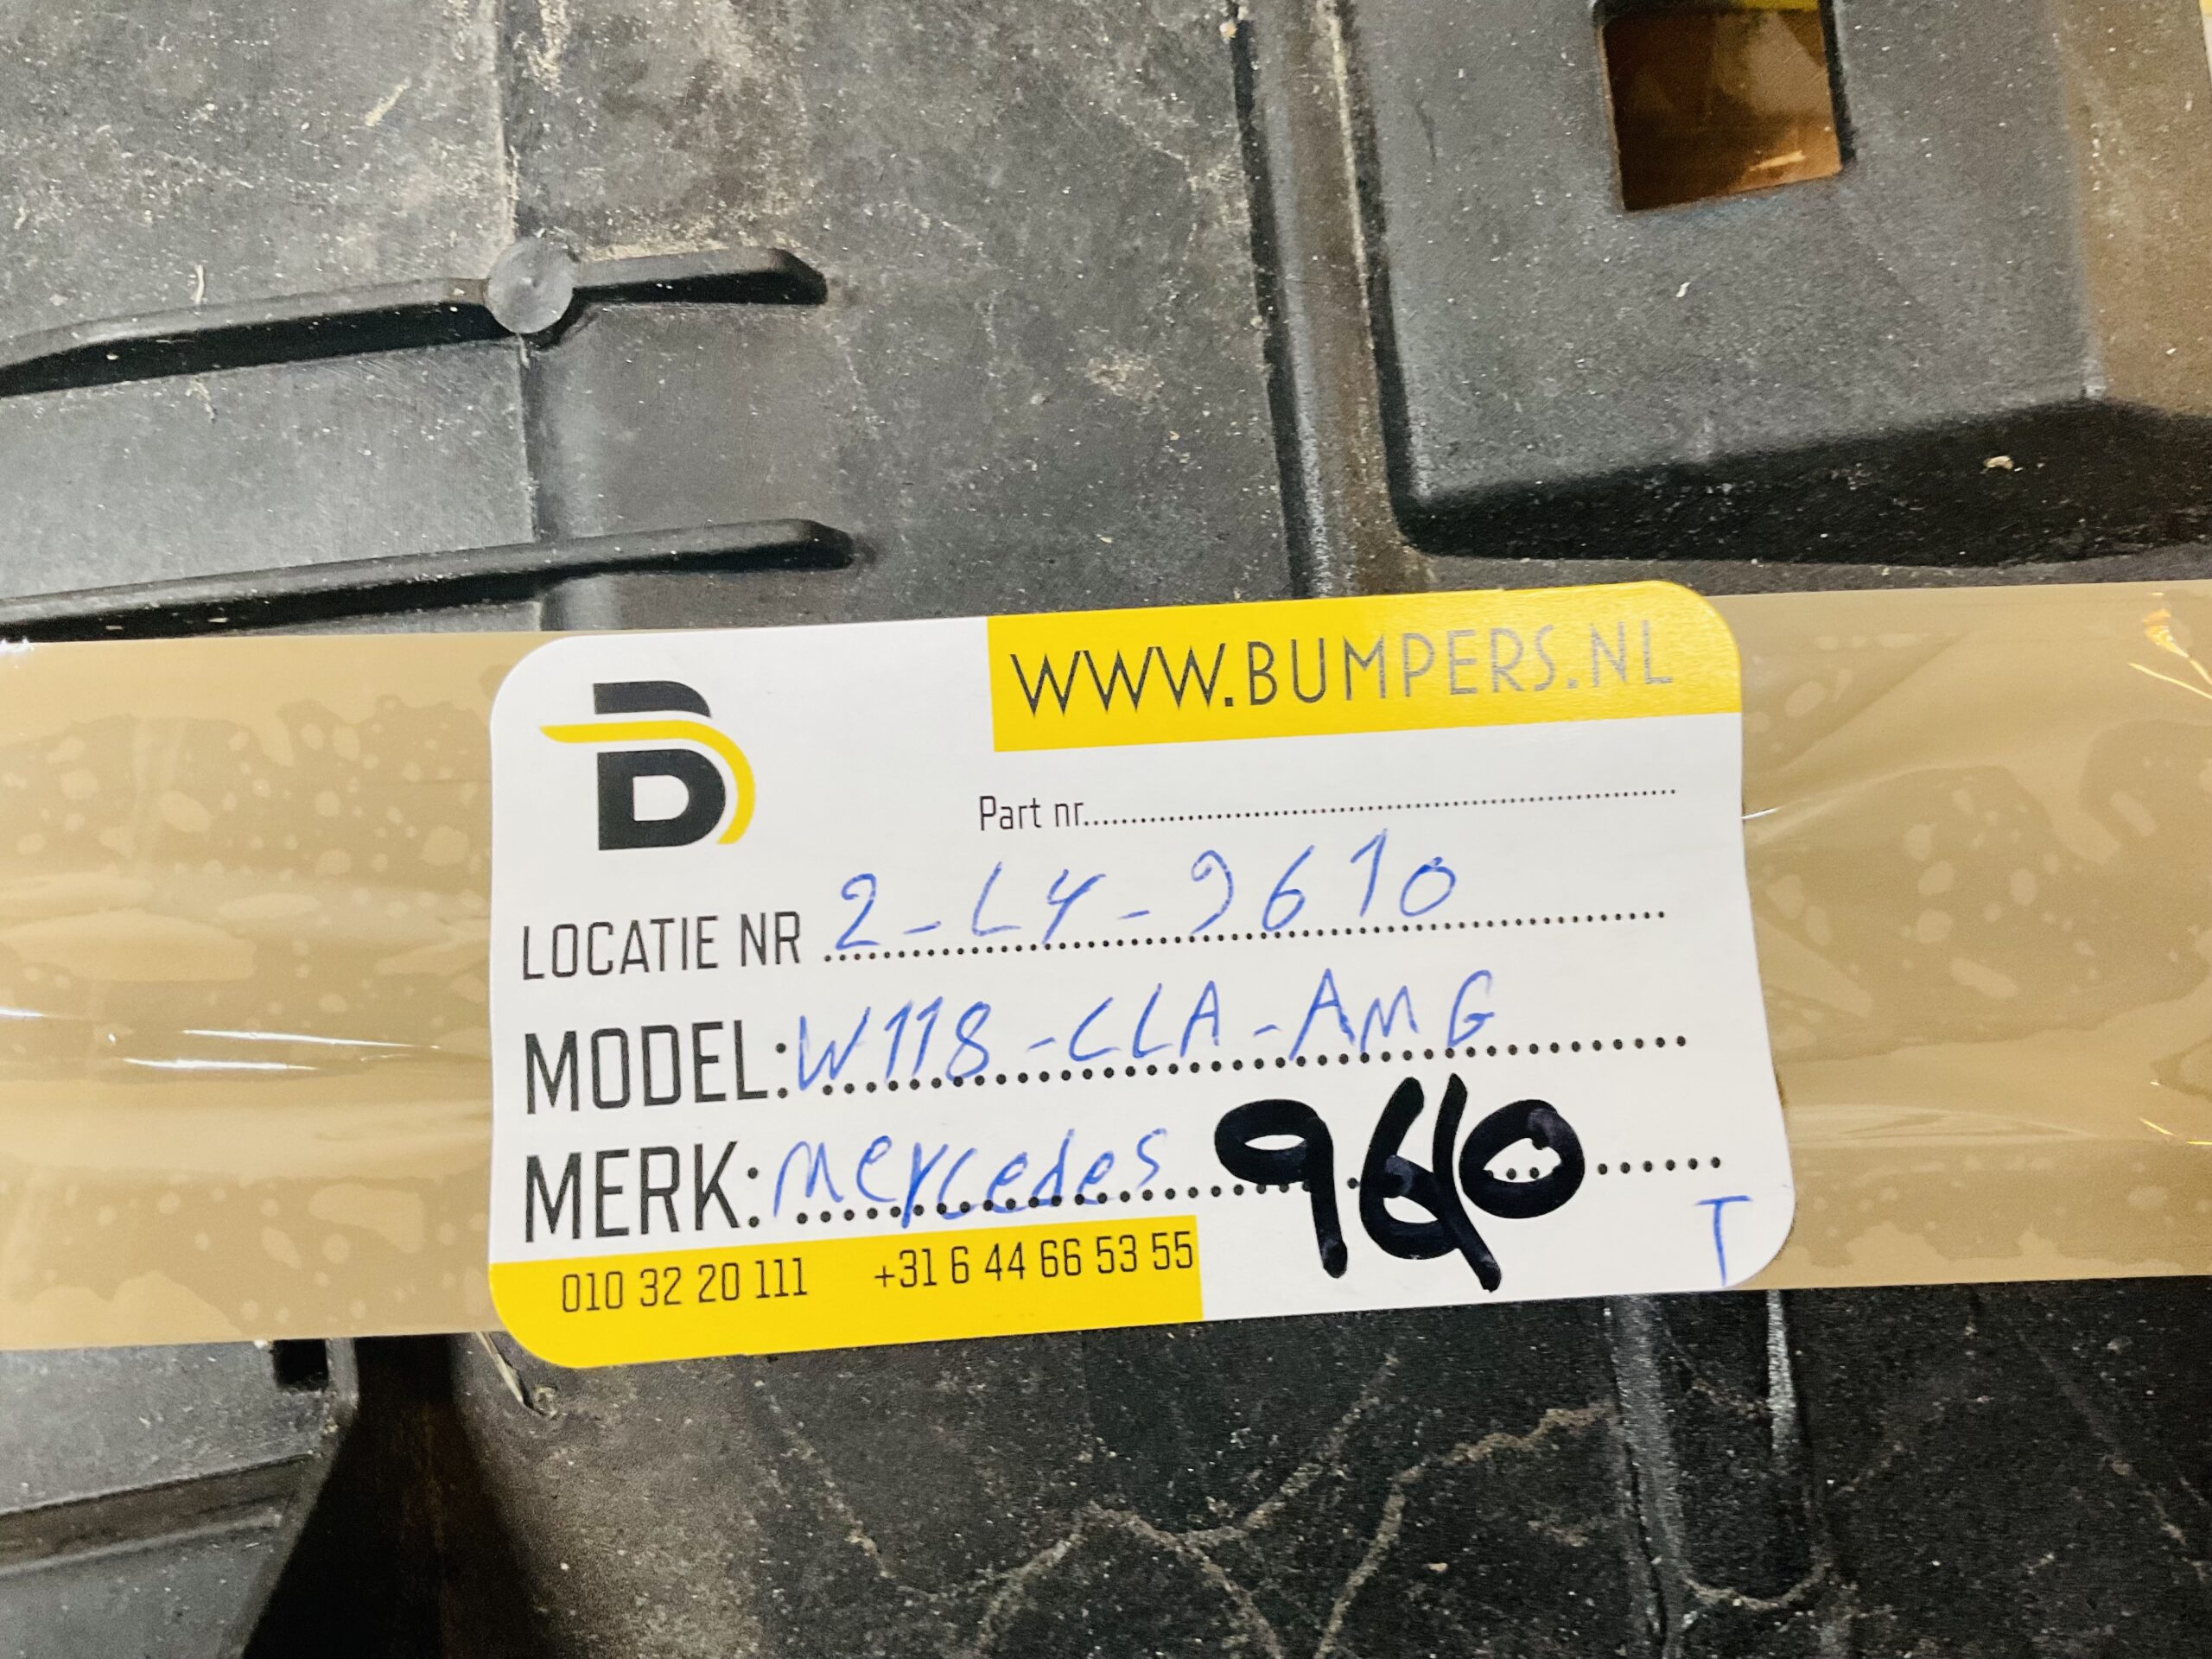 WWW.BUMPERS.NL
Part nr.
LOCATIE NR 2-L4-9610
MODEL: W118-CLA-AMG
MERK: Mercedes 9610
T
010 32 20 111 +31 6 44 66 53 55